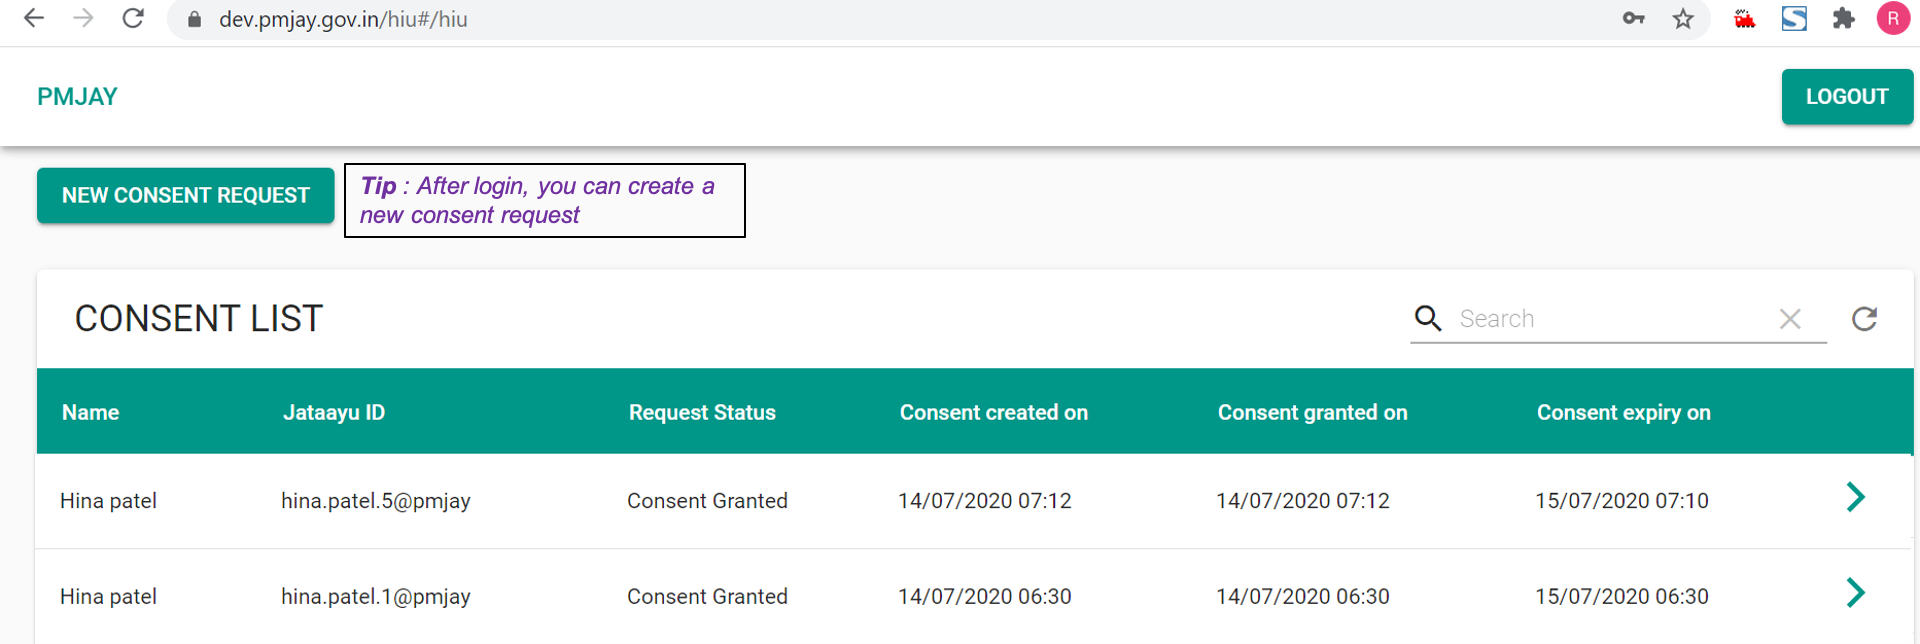 dev.pmjay.gov.in/hiu#/hiu
R
PMJAY
LOGOUT
NEW CONSENT REQUEST
Tip : After login, you can create a
new consent request
CONSENT LIST
Search
Name Jataayu ID Request Status Consent created on Consent granted on Consent expiry on
Hina patel hina.patel.5@pmjay Consent Granted 14/07/2020 07:12 14/07/2020 07:12 15/07/2020 07:10
Hina patel hina.patel.1@pmjay Consent Granted 14/07/2020 06:30 14/07/2020 06:30 15/07/2020 06:30